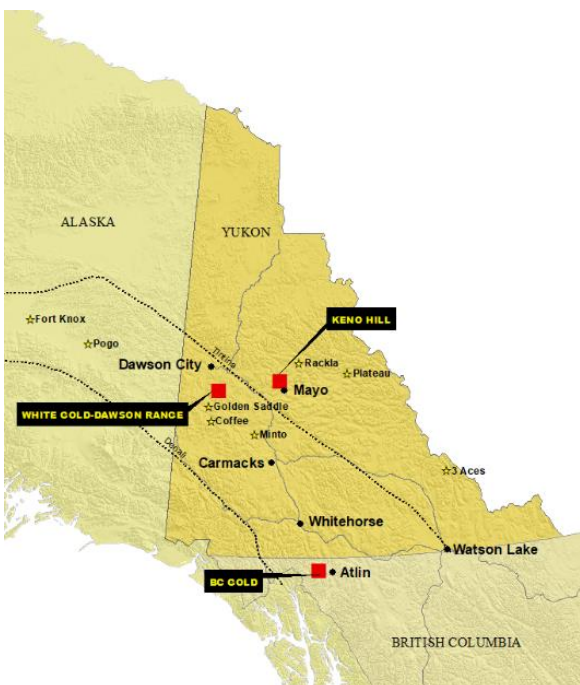 ALASKA
YUKON
KENO HILL
Fort Knox
Pogo
Tintina
Rackla
Dawson City
Plateau
Mayo
WHITE GOLD-DAWSON RANGE
Golden Saddle
Coffee
Minto
Denali
Carmacks
3 Aces
Whitehorse
Watson Lake
BC GOLD
Atlin
BRITISH COLUMBIA